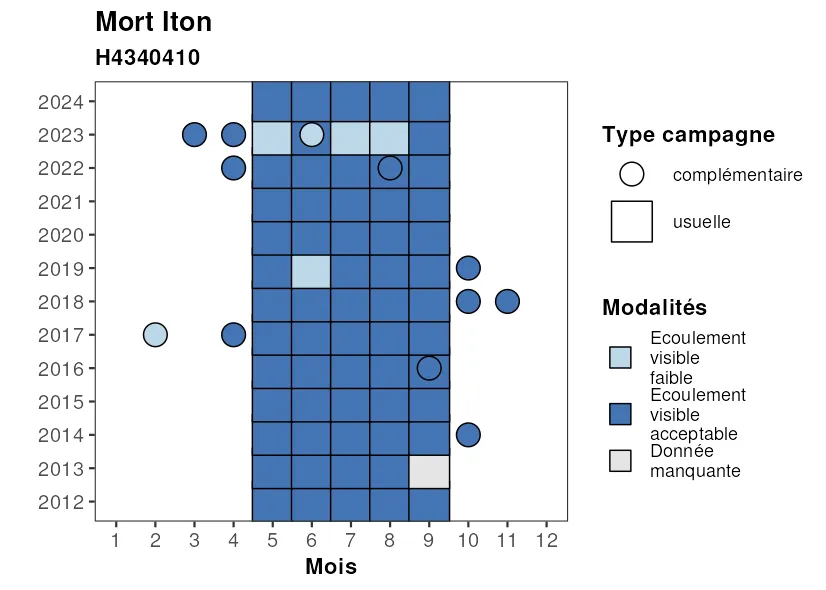 Mort Iton
H4340410
2024
2023
2022
2021
2020
2019
2018
2017
2016
2015
2014
2013
2012
1 2 3 4 5 6 7 8 9 10 11 12
Mois
Type campagne
complémentaire
usuelle
Modalités
Ecoulement
visible
faible
Ecoulement
visible
acceptable
Donnée
manquante